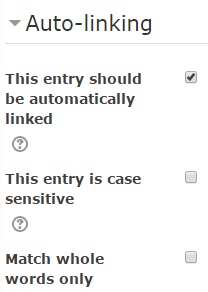 Auto-linking
This entry should
be automatically
linked
?
This entry is case
sensitive
?
Match whole
words only